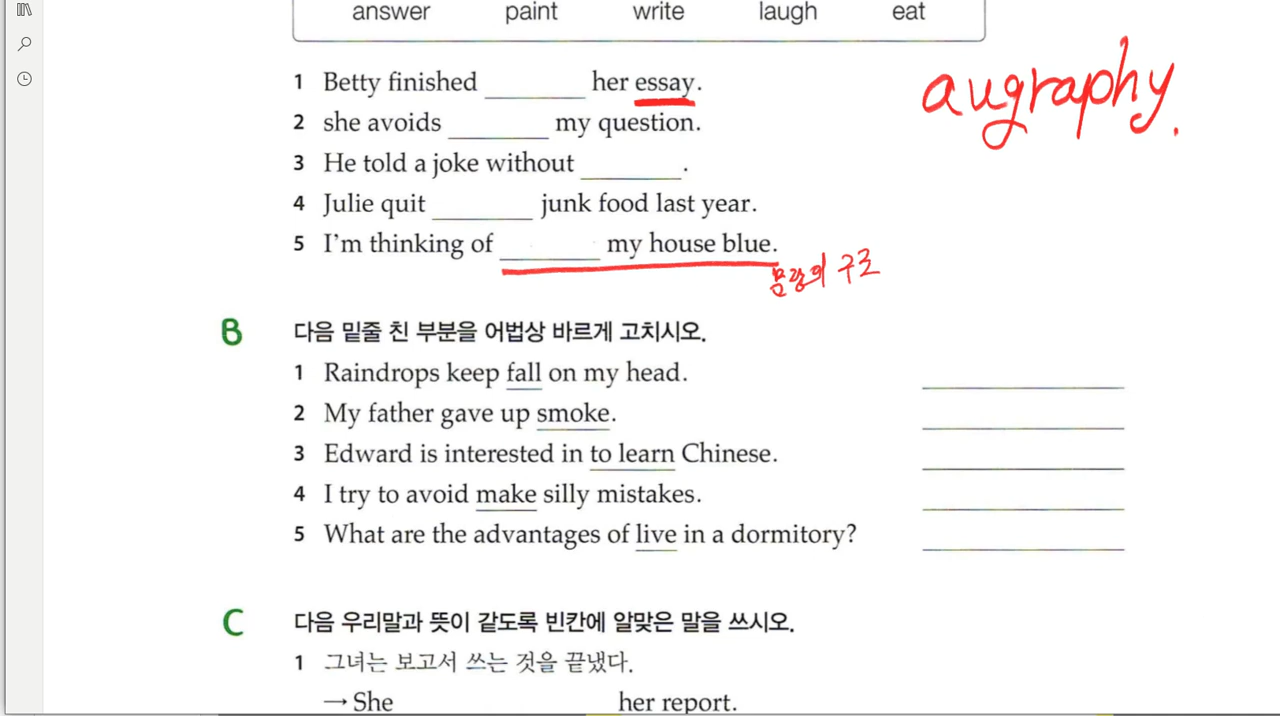 answer paint write laugh eat
1 Betty finished ________ her essay.
augraphy.
2 she avoids ________ my question.
3 He told a joke without ________.
4 Julie quit ________ junk food last year.
5 I'm thinking of ________ my house blue.
문장의 구조
B 다음 밑줄 친 부분을 어법상 바르게 고치시오.
1 Raindrops keep fall on my head.
2 My father gave up smoke.
3 Edward is interested in to learn Chinese.
4 I try to avoid make silly mistakes.
5 What are the advantages of live in a dormitory?
C 다음 우리말과 뜻이 같도록 빈칸에 알맞은 말을 쓰시오.
1 그녀는 보고서 쓰는 것을 끝냈다.
→ She ________ her report.